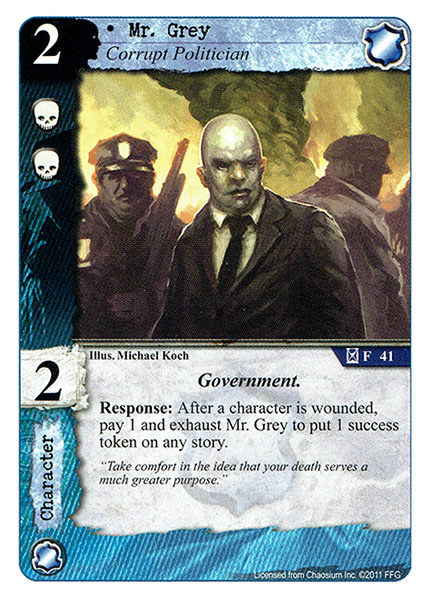 2
• Mr. Grey
Corrupt Politician
Illus. Michael Koch
F 41
2
Government.
Response: After a character is wounded,
pay 1 and exhaust Mr. Grey to put 1 success
token on any story.
“Take comfort in the idea that your death serves a
much greater purpose.”
Character
Licensed from Chaosium Inc. ©2011 FFG